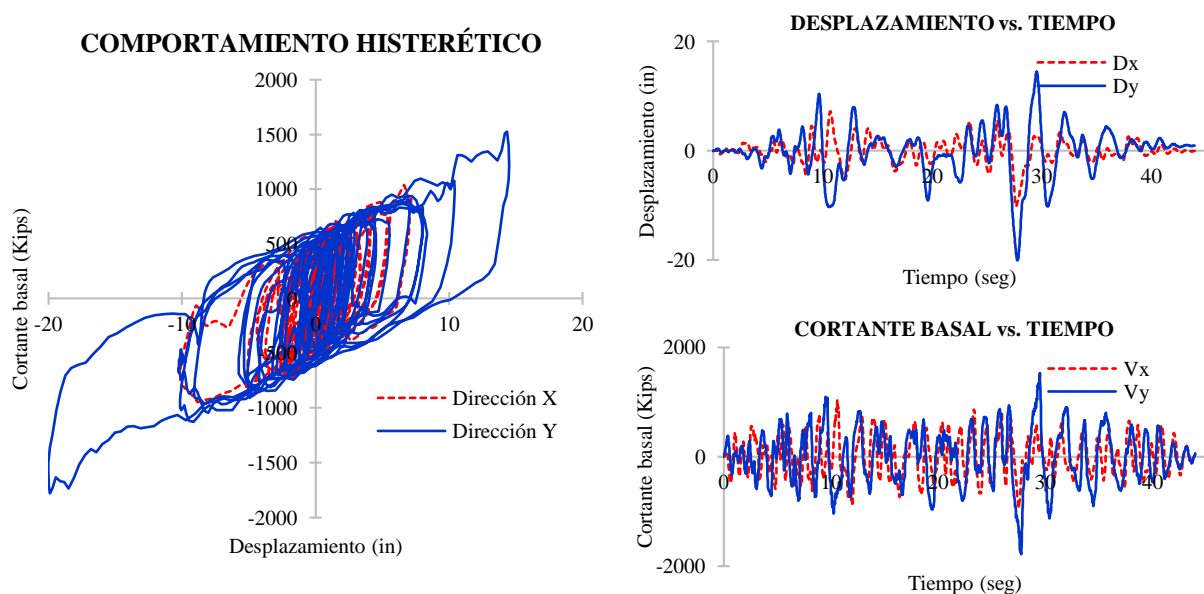 COMPORTAMIENTO HISTERÉTICO
2000
1500
1000
500
0
-500
-1000
-1500
-2000
-20
-10
0
10
20
Cortante basal (Kips)
Desplazamiento (in)
Dirección X
Dirección Y
DESPLAZAMIENTO vs. TIEMPO
20
0
-20
0
10
20
30
40
Desplazamiento (in)
Tiempo (seg)
Dx
Dy
CORTANTE BASAL vs. TIEMPO
2000
0
-2000
0
10
20
30
40
Cortante basal (Kips)
Tiempo (seg)
Vx
Vy